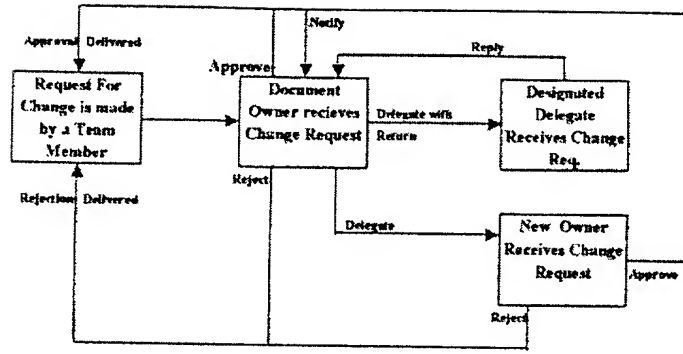 Notify
Approval Delivered
Reply
Approve
Request For
Change is made
by a Team
Member
Document
Owner recieves
Change Request
Delegate with
Return
Designated
Delegate
Receives Change
Req.
Reject
Rejection Delivered
Delegate
New Owner
Receives Change
Request
Approve
Reject